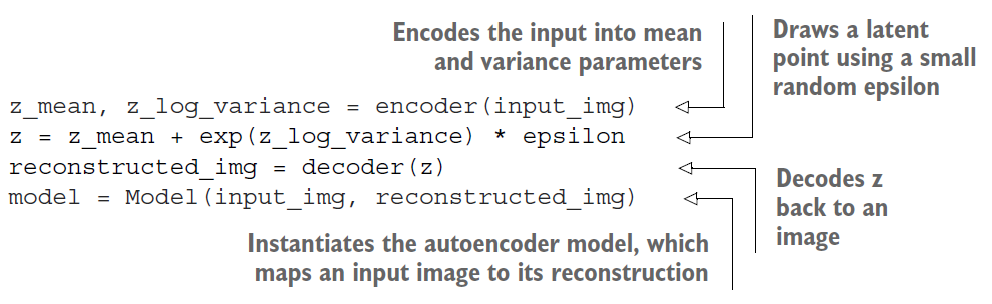 Encodes the input into mean
and variance parameters
Draws a latent
point using a small
random epsilon
z_mean, z_log_variance = encoder(input_img)
z = z_mean + exp(z_log_variance) * epsilon
reconstructed_img = decoder(z)
model = Model(input_img, reconstructed_img)
Decodes z
back to an
image
Instantiates the autoencoder model, which
maps an input image to its reconstruction